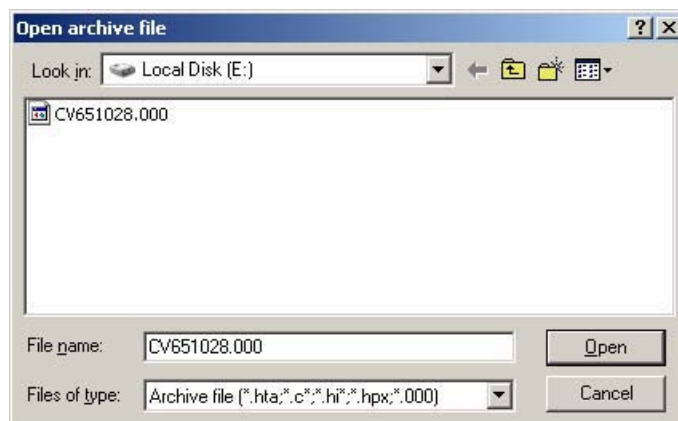 Open archive file
Look in: Local Disk (E:)
CV651028.000
File name: CV651028.000 Open
Files of type: Archive file (*.hta;*.c*;*.hi*;*.hpx;*.000) Cancel